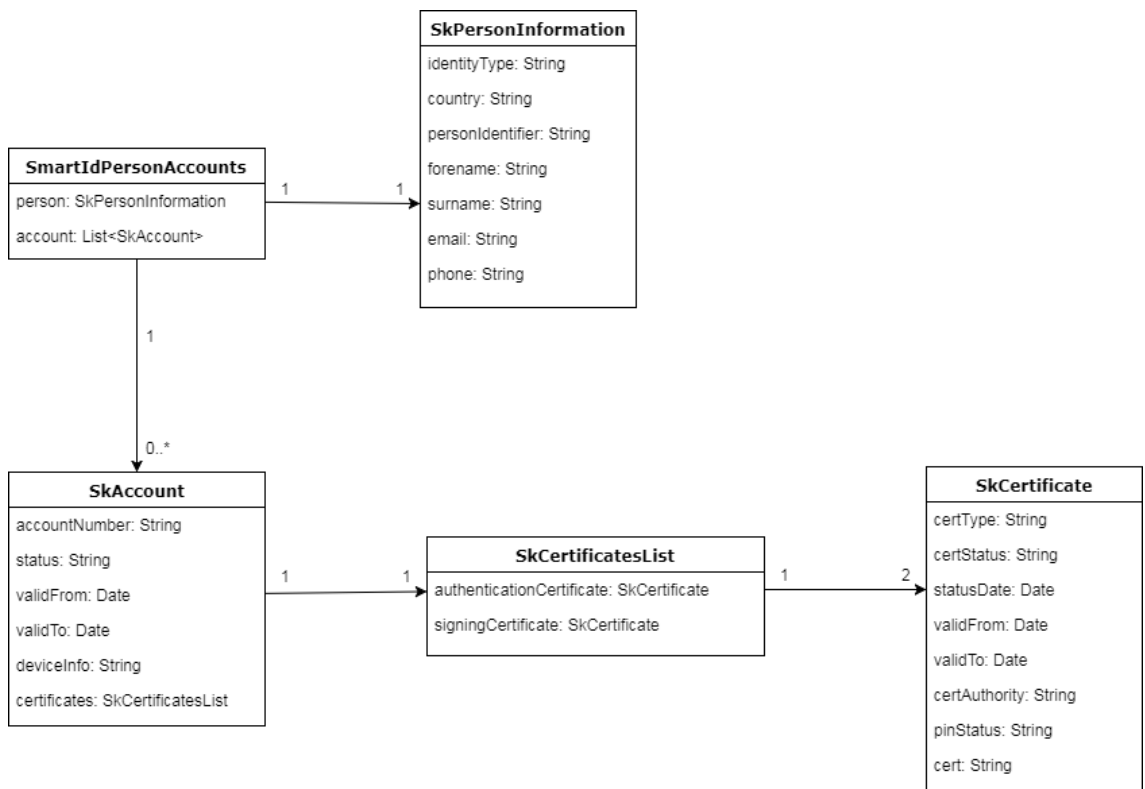 SkPersonInformation
identityType: String
country: String
personIdentifier: String
forename: String
surname: String
email: String
phone: String
SmartIdPersonAccounts
person: SkPersonInformation
account: List<SkAccount>
1
1
1
0..*
SkAccount
accountNumber: String
status: String
validFrom: Date
validTo: Date
deviceInfo: String
certificates: SkCertificatesList
1
1
SkCertificatesList
authenticationCertificate: SkCertificate
signingCertificate: SkCertificate
1
2
SkCertificate
certType: String
certStatus: String
statusDate: Date
validFrom: Date
validTo: Date
certAuthority: String
pinStatus: String
cert: String